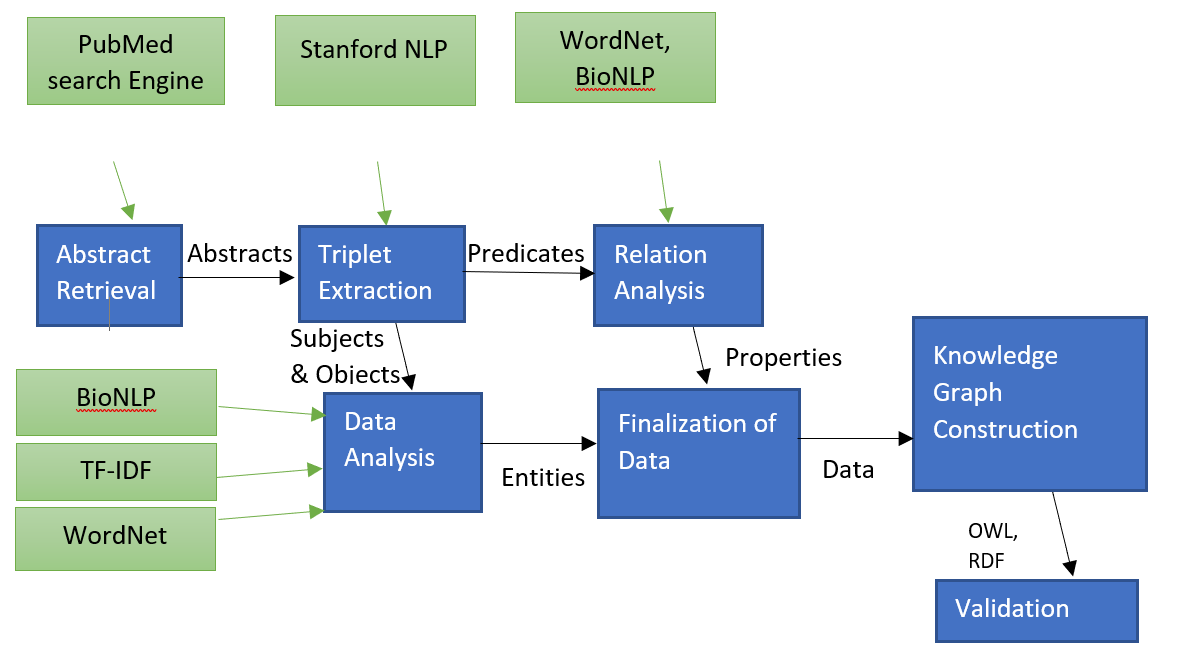 PubMed
search Engine
Stanford NLP
WordNet,
BioNLP
Abstract
Retrieval
Abstracts
Triplet
Extraction
Predicates
Relation
Analysis
Subjects
& Objects
Properties
Knowledge
Graph
Construction
BioNLP
TF-IDF
WordNet
Data
Analysis
Entities
Finalization of
Data
Data
OWL,
RDF
Validation